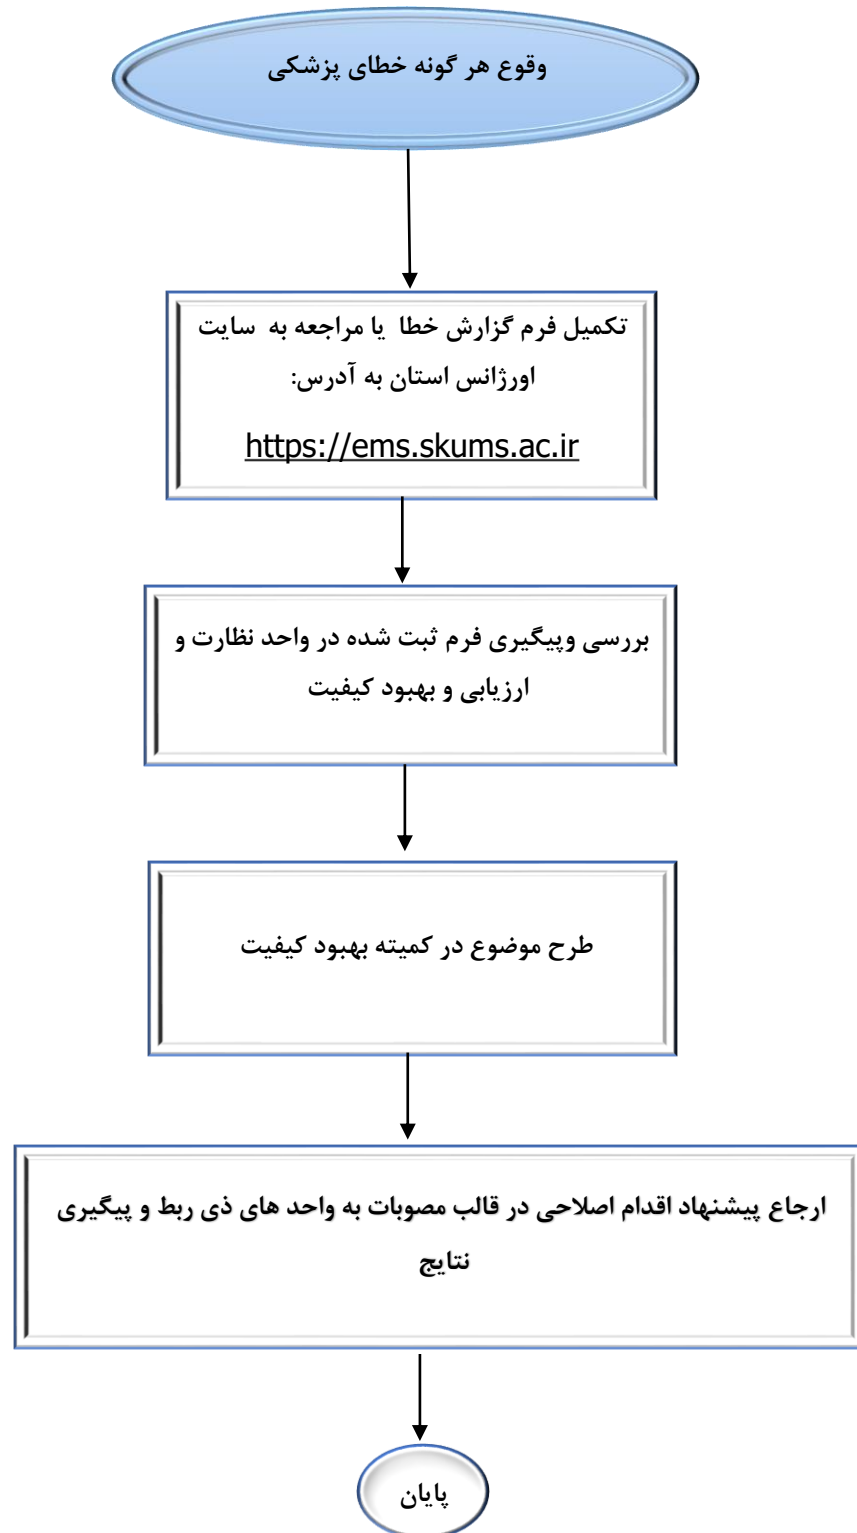 وقوع هر گونه خطای پزشکی
تکمیل فرم گزارش خطا یا مراجعه به سایت
اورژانس استان به آدرس:
https://ems.skums.ac.ir
بررسی وپیگیری فرم ثبت شده در واحد نظارت و
ارزیابی و بهبود کیفیت
طرح موضوع در کمیته بهبود کیفیت
ارجاع پیشنهاد اقدام اصلاحی در قالب مصوبات به واحد های ذی ربط و پیگیری
نتایج
پایان